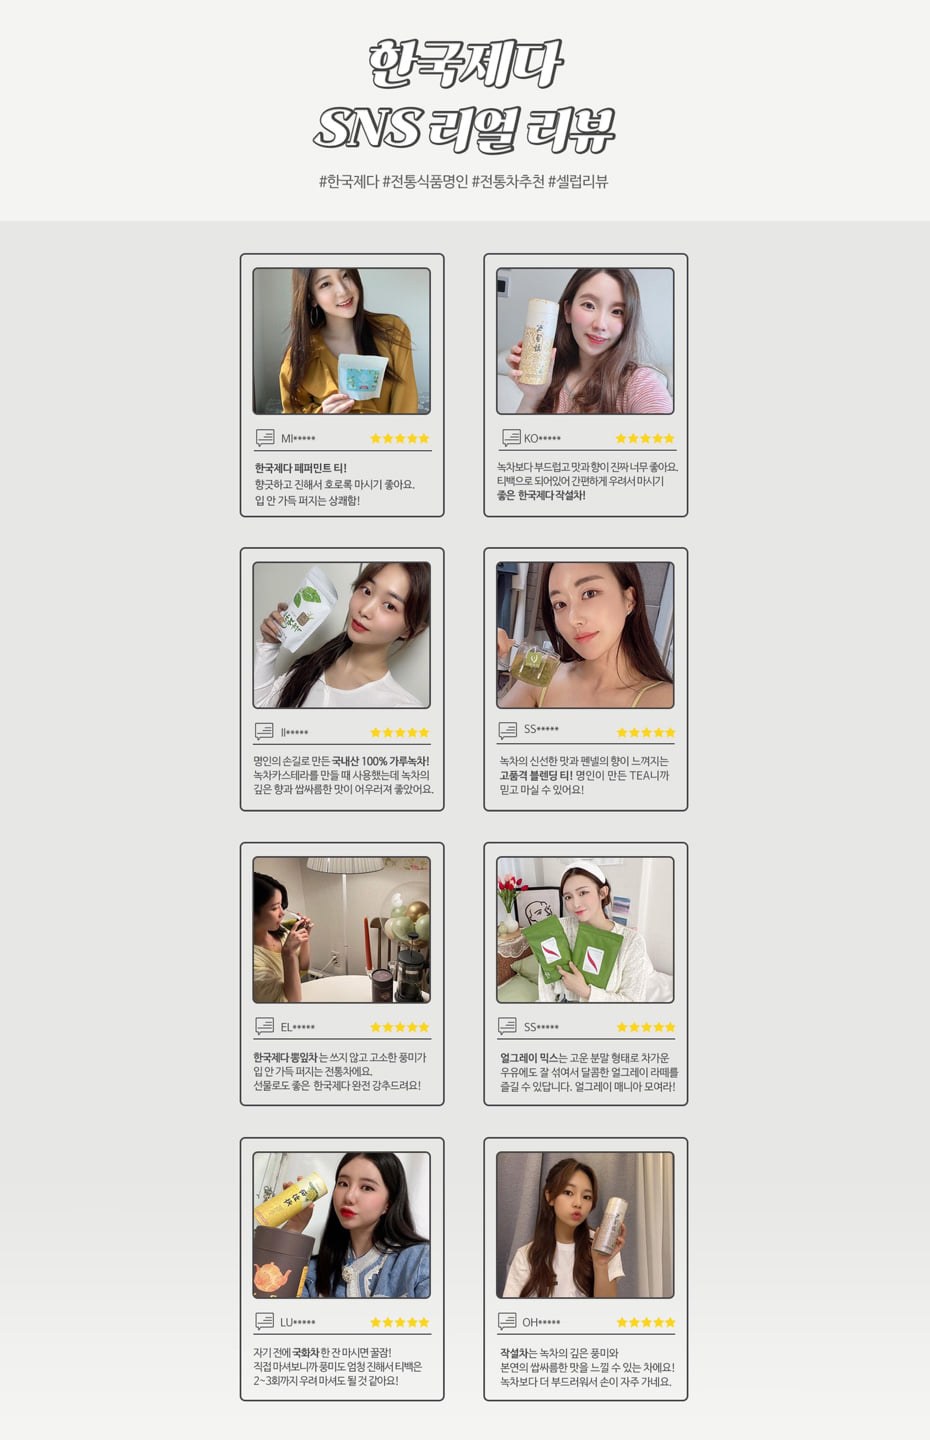 한국제다
SNS 리얼 리뷰
#한국제다 #전통식품명인 #전통차추천 #셀럽리뷰
MI*****
한국제다 페퍼민트 티!
향긋하고 진해서 호로록 마시기 좋아요.
입 안 가득 퍼지는 상쾌함!
KO*****
녹차보다 부드럽고 맛과 향이 진짜 너무 좋아요.
티백으로 되어있어 간편하게 우려서 마시기
좋은 한국제다 작설차!
II*****
명인의 손길로 만든 국내산 100% 가루녹차!
녹차카스테라를 만들 때 사용했는데 녹차의
깊은 향과 쌉싸름한 맛이 어우러져 좋았어요.
SS*****
녹차의 신선한 맛과 펜넬의 향이 느껴지는
고품격 블렌딩 티! 명인이 만든 TEA니까
믿고 마실 수 있어요!
EL*****
한국제다 뽕잎차는 쓰지 않고 고소한 풍미가
입 안 가득 퍼지는 전통차에요.
선물로도 좋은 한국제다 완전 강추드려요!
SS*****
얼그레이 믹스는 고운 분말 형태로 차가운
우유에도 잘 섞여서 달콤한 얼그레이 라떼를
즐길 수 있답니다. 얼그레이 매니아 모여라!
LU*****
자기 전에 국화차 한 잔 마시면 꿀잠!
직접 마셔보니까 풍미도 엄청 진해서 티백은
2~3회까지 우려 마셔도 될 것 같아요!
OH*****
작설차는 녹차의 깊은 풍미와
본연의 쌉싸름한 맛을 느낄 수 있는 차에요!
녹차보다 더 부드러워서 손이 자주 가네요.